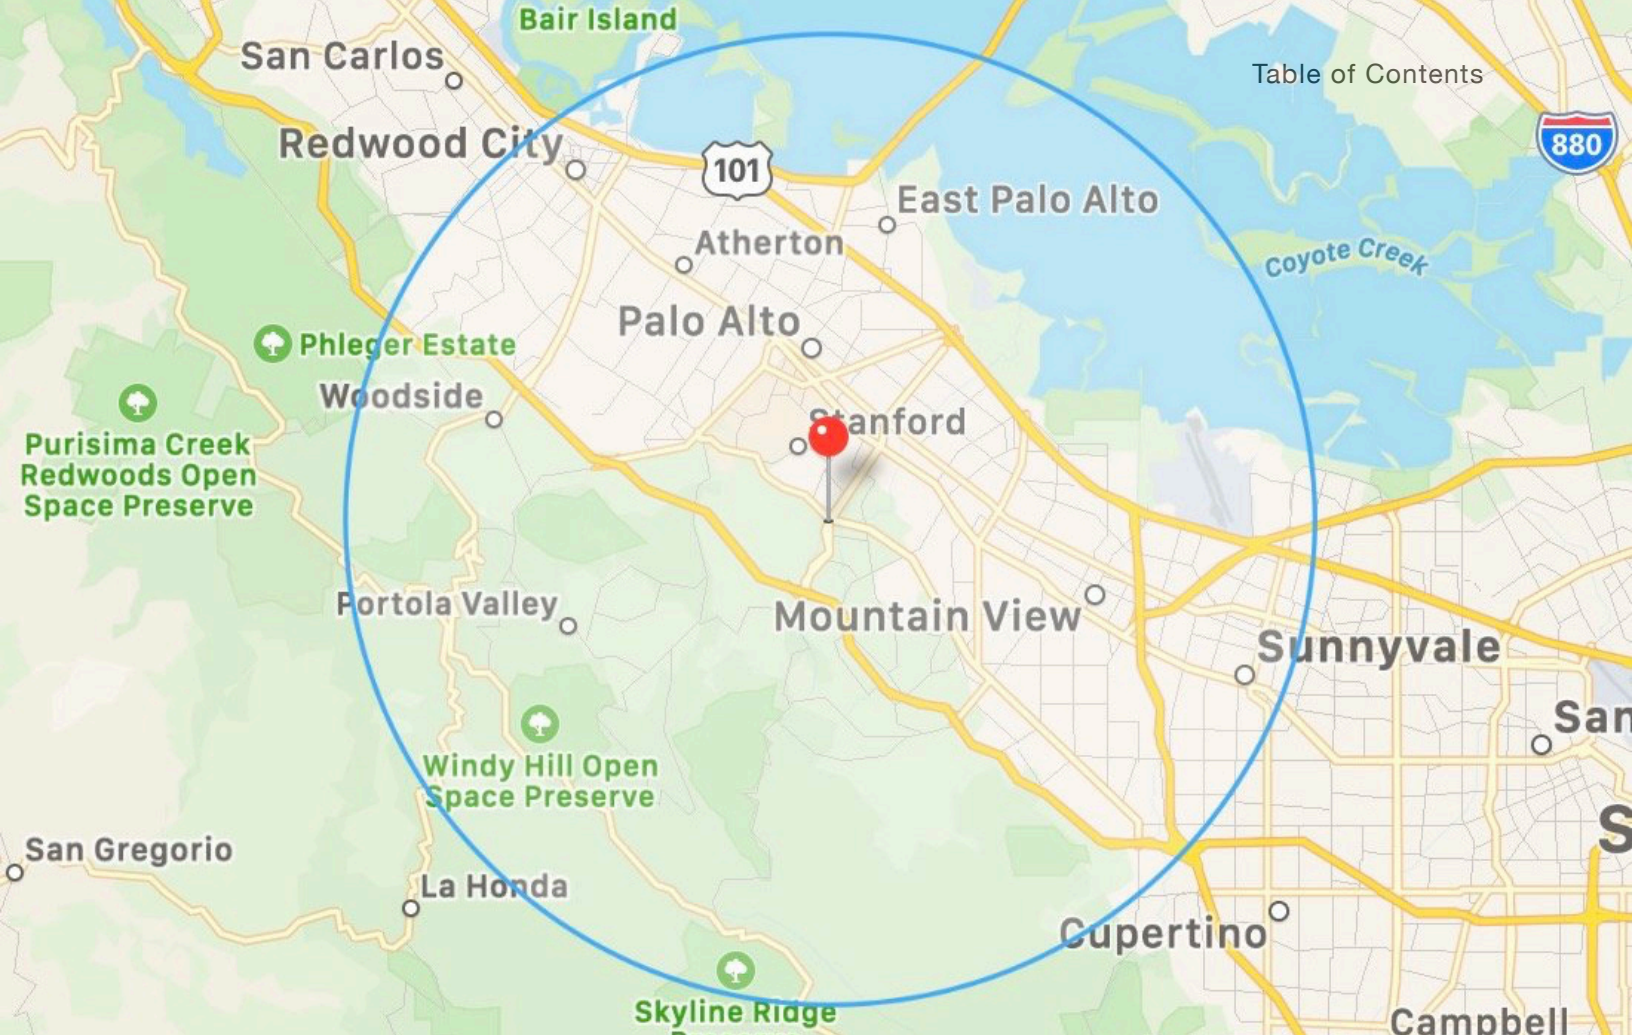 Bair Island
San Carlos
Table of Contents
Redwood City
880
101
East Palo Alto
Atherton
Coyote Creek
Palo Alto
Phleger Estate
Woodside
Stanford
Purisima Creek
Redwoods Open
Space Preserve
Portola Valley
Mountain View
Sunnyvale
San
Windy Hill Open
Space Preserve
S
San Gregorio
La Honda
Cupertino
Skyline Ridge
Campbell